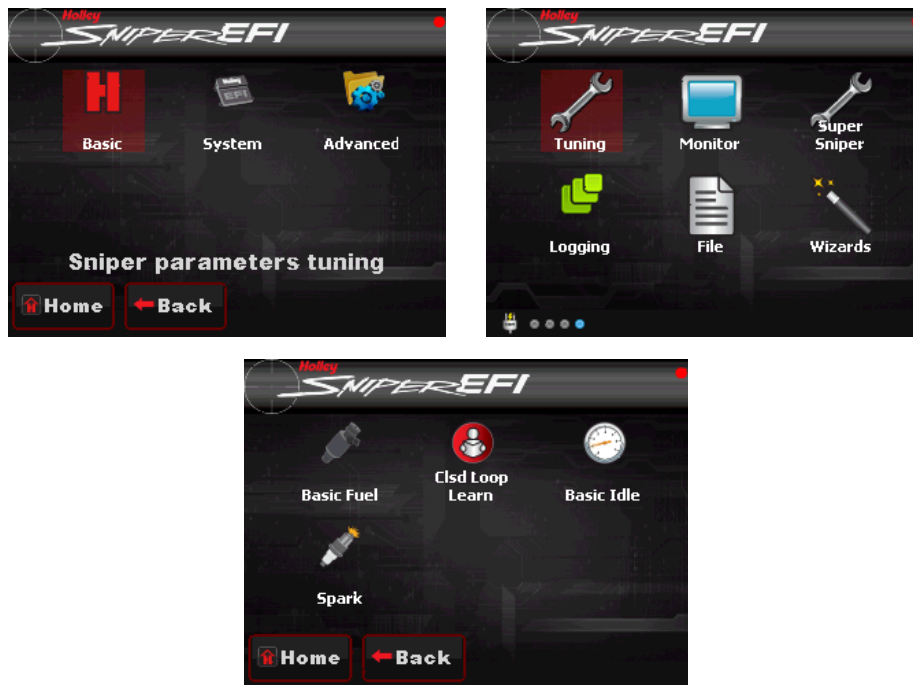 Holley
SNIPER EFI
Basic
System
Advanced
Sniper parameters tuning
Home
Back
Holley
SNIPER EFI
Tuning
Monitor
Super
Sniper
Logging
File
Wizards
Holley
SNIPER EFI
Basic Fuel
Clsd Loop
Learn
Basic Idle
Spark
Home
Back